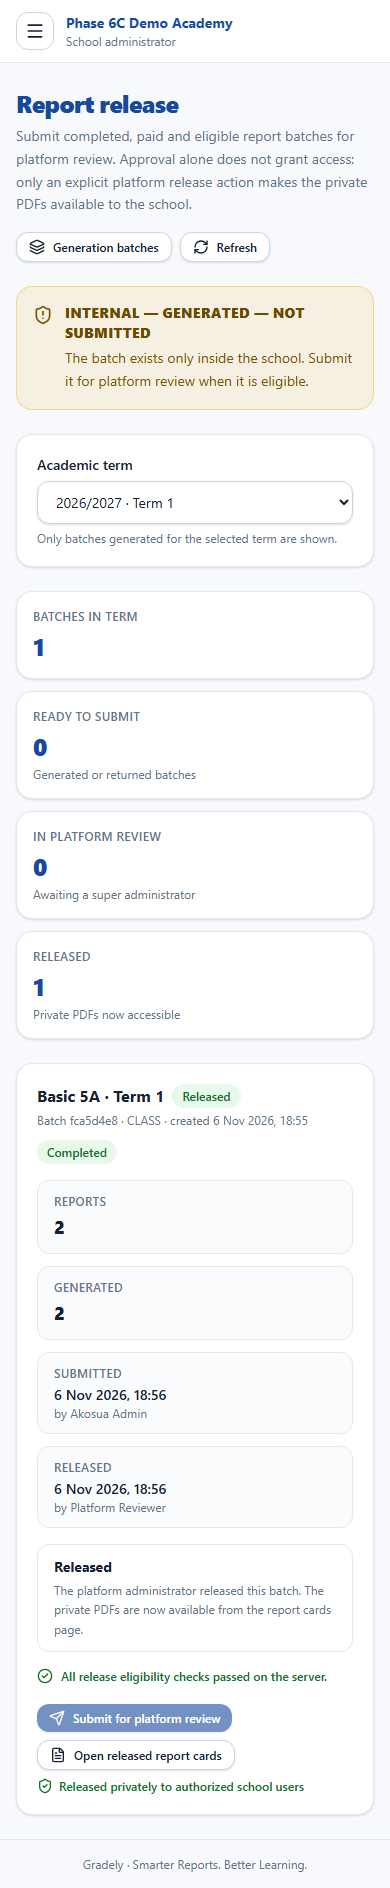 Phase 6C Demo Academy
School administrator
Report release
Submit completed, paid and eligible report batches for
platform review. Approval alone does not grant access:
only an explicit platform release action makes the private
PDFs available to the school.
Generation batches
Refresh
INTERNAL — GENERATED — NOT
SUBMITTED
The batch exists only inside the school. Submit
it for platform review when it is eligible.
Academic term
2026/2027 · Term 1
Only batches generated for the selected term are shown.
BATCHES IN TERM
1
READY TO SUBMIT
0
Generated or returned batches
IN PLATFORM REVIEW
0
Awaiting a super administrator
RELEASED
1
Private PDFs now accessible
Basic 5A · Term 1 Released
Batch fca5d4e8 · CLASS · created 6 Nov 2026, 18:55
Completed
REPORTS
2
GENERATED
2
SUBMITTED
6 Nov 2026, 18:56
by Akosua Admin
RELEASED
6 Nov 2026, 18:56
by Platform Reviewer
Released
The platform administrator released this batch. The
private PDFs are now available from the report cards
page.
All release eligibility checks passed on the server.
Submit for platform review
Open released report cards
Released privately to authorized school users
Gradely · Smarter Reports. Better Learning.